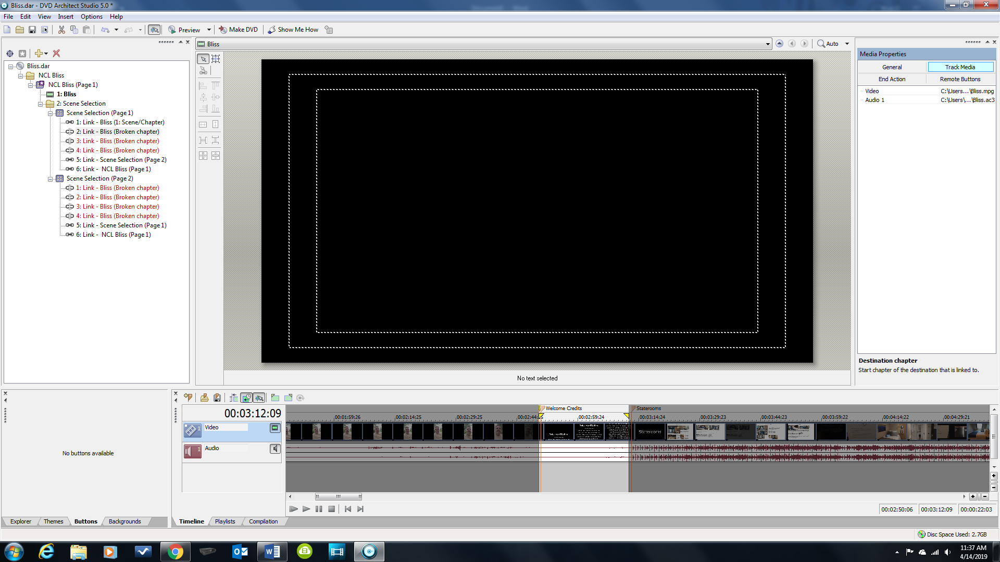 Bliss.dar - DVD Architect Studio 5.0 *
File Edit View Insert Options Help
Preview Make DVD Show Me How
Bliss Auto
Bliss.dar
NCL Bliss
NCL Bliss (Page 1)
1: Bliss
2: Scene Selection
Scene Selection (Page 1)
1: Link - Bliss (1: Scene/Chapter)
2: Link - Bliss (Broken chapter)
3: Link - Bliss (Broken chapter)
4: Link - Bliss (Broken chapter)
5: Link - Scene Selection (Page 2)
6: Link - NCL Bliss (Page 1)
Scene Selection (Page 2)
1: Link - Bliss (Broken chapter)
2: Link - Bliss (Broken chapter)
3: Link - Bliss (Broken chapter)
4: Link - Bliss (Broken chapter)
5: Link - Scene Selection (Page 1)
6: Link - NCL Bliss (Page 1)
No text selected
Media Properties
General Track Media
End Action Remote Buttons
Video C:\Users...\Bliss.mpg
Audio 1 C:\Users\...\Bliss.ac3
Destination chapter
Start chapter of the destination that is linked to.
No buttons available
Explorer Themes Buttons Backgrounds
00:03:12:09
1 Video
1 Audio
Welcome Credits Staterooms
00:01:59:26 00:02:14:25 00:02:29:25 00:02:44:25 00:02:59:24 00:03:14:24 00:03:29:23 00:03:44:23 00:03:59:22 00:04:14:22 00:04:29:21
Staterooms
00:02:50:06 00:03:12:09 00:00:22:03
Timeline Playlists Compilation
Disc Space Used: 2.7GB
11:37 AM
4/14/2019